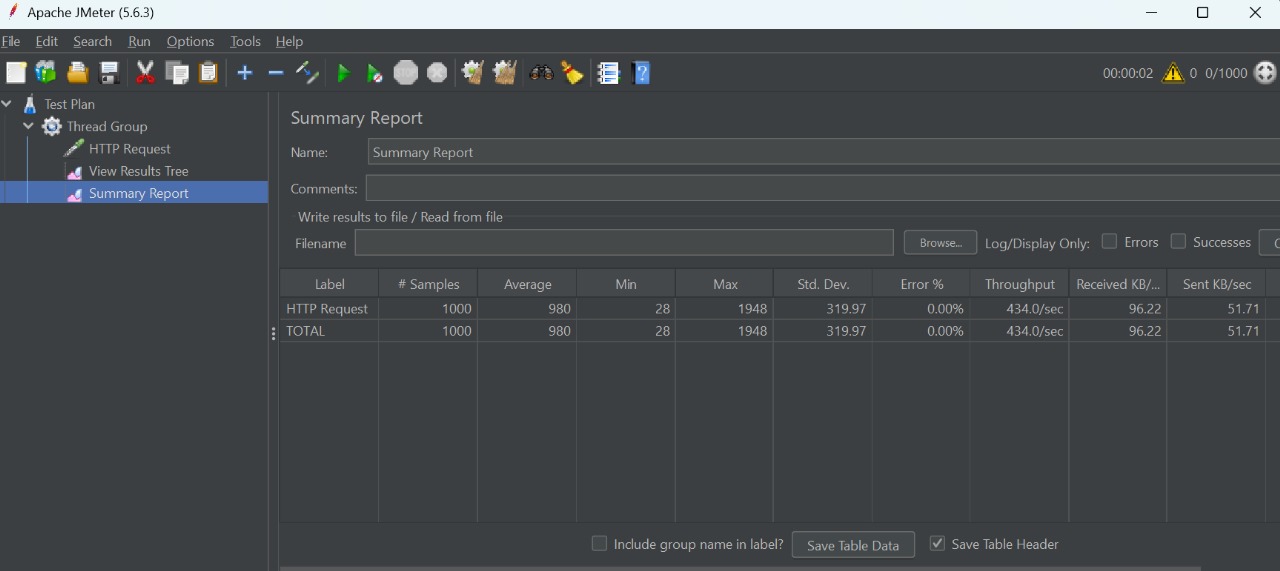 Apache JMeter (5.6.3)
File Edit Search Run Options Tools Help
STOP
00:00:02 0 0/1000
Test Plan
Thread Group
HTTP Request
View Results Tree
Summary Report
Summary Report
Name: Summary Report
Comments:
Write results to file / Read from file
Filename Browse... Log/Display Only: Errors Successes
Label # Samples Average Min Max Std. Dev. Error % Throughput Received KB/... Sent KB/sec
HTTP Request 1000 980 28 1948 319.97 0.00% 434.0/sec 96.22 51.71
TOTAL 1000 980 28 1948 319.97 0.00% 434.0/sec 96.22 51.71
Include group name in label? Save Table Data Save Table Header